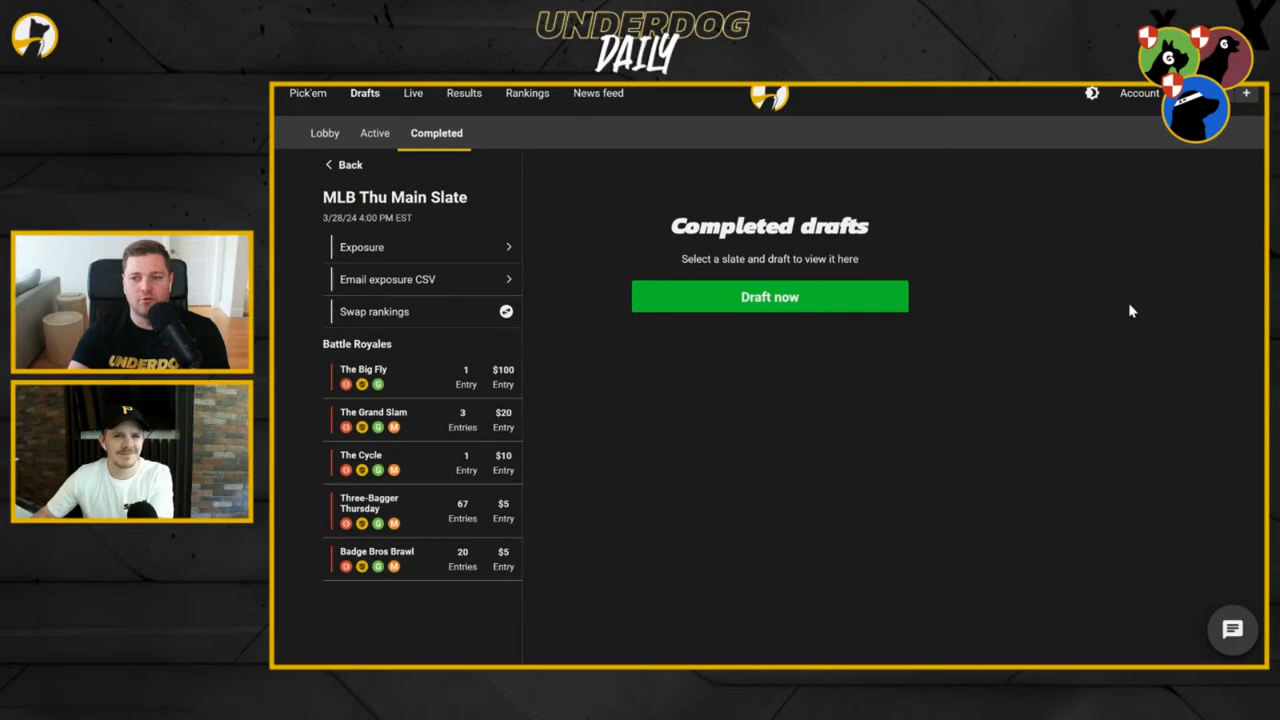 UNDERDOG
DAILY
Pick'em Drafts Live Results Rankings News feed Account +
Lobby Active Completed
Back
MLB Thu Main Slate
3/28/24 4:00 PM EST
Exposure
Email exposure CSV
Swap rankings
Battle Royales
The Big Fly 1 $100
G Entry Entry
The Grand Slam 3 $20
G M Entries Entry
The Cycle 1 $10
G M Entry Entry
Three-Bagger
Thursday 67 $5
G M Entries Entry
Badge Bros Brawl 20 $5
G M Entries Entry
Completed drafts
Select a slate and draft to view it here
Draft now
G
G
UNDERDO
P